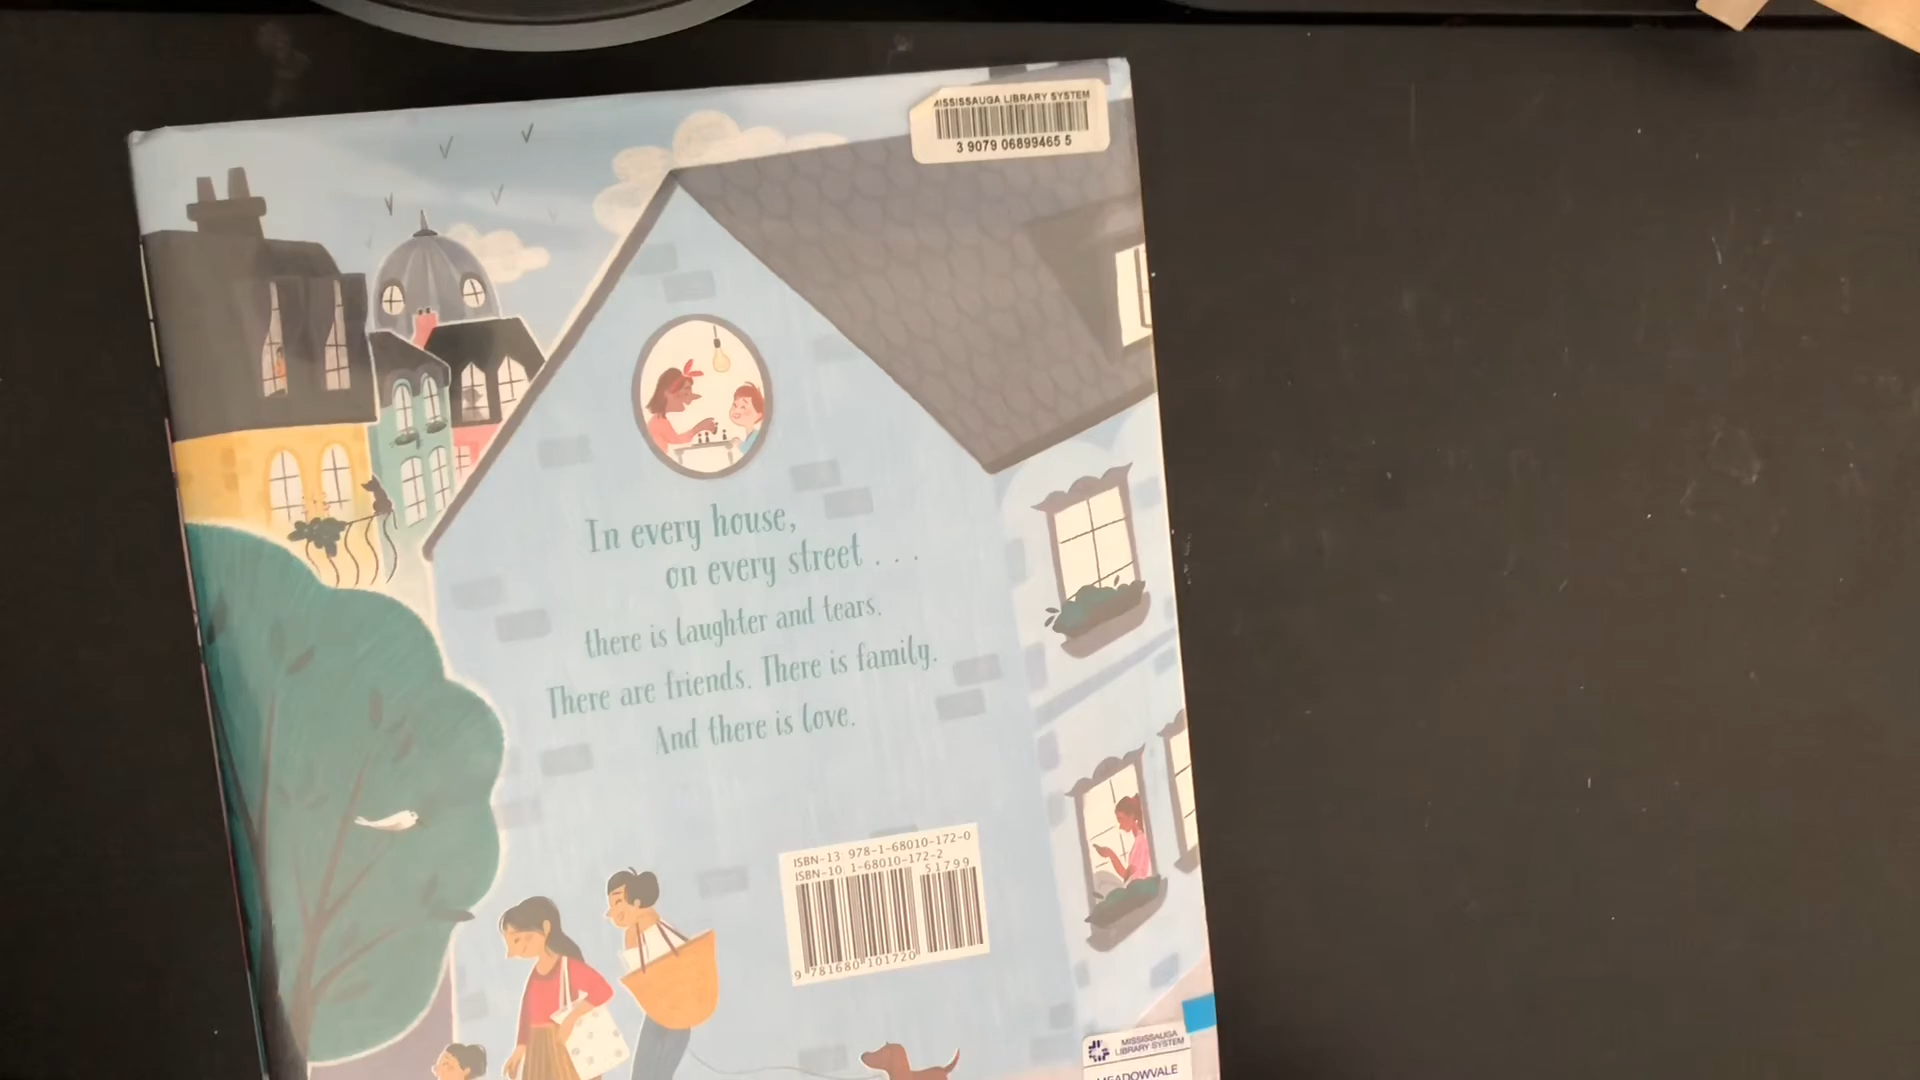 MISSISSAUGA LIBRARY SYSTEM
3 9079 06899465 5
In every house,
on every street . . .
there is laughter and tears.
There are friends. There is family.
And there is love.
ISBN-13: 978-1-68010-172-0
ISBN-10: 1-68010-172-2
51799
9 781680 101720
MISSISSAUGA
LIBRARY SYSTEM
MEADOWVALE